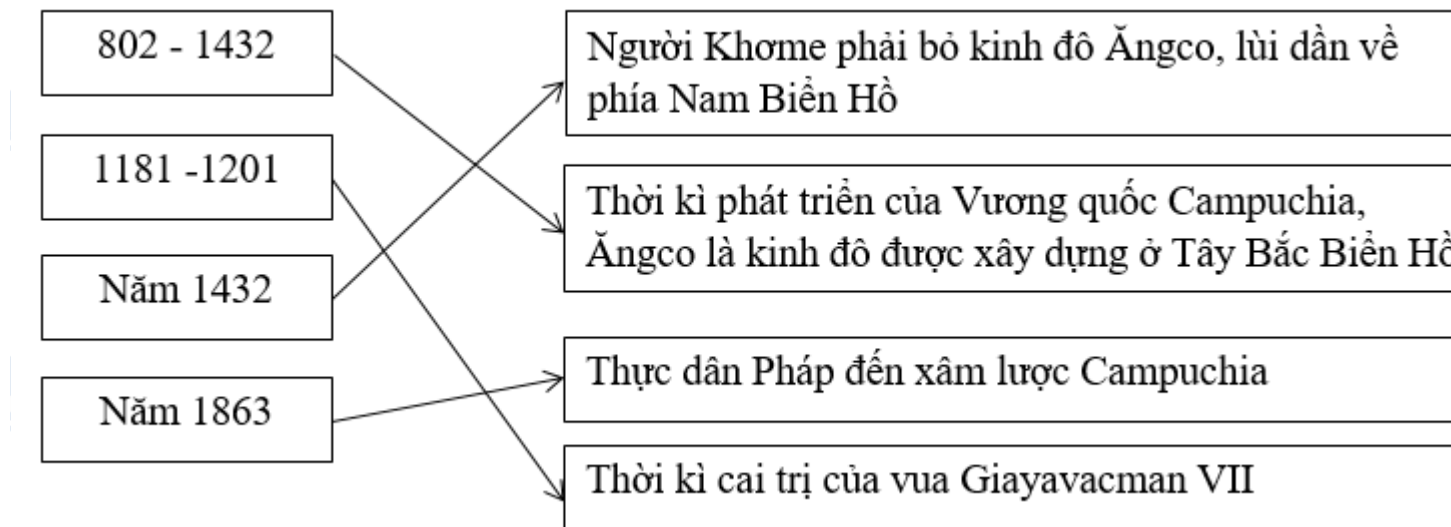 802 - 1432
1181 -1201
Năm 1432
Năm 1863
Người Khơme phải bỏ kinh đô Ăngco, lùi dần về
phía Nam Biển Hồ
Thời kì phát triển của Vương quốc Campuchia,
Ăngco là kinh đô được xây dựng ở Tây Bắc Biển Hồ
Thực dân Pháp đến xâm lược Campuchia
Thời kì cai trị của vua Giayavacman VII